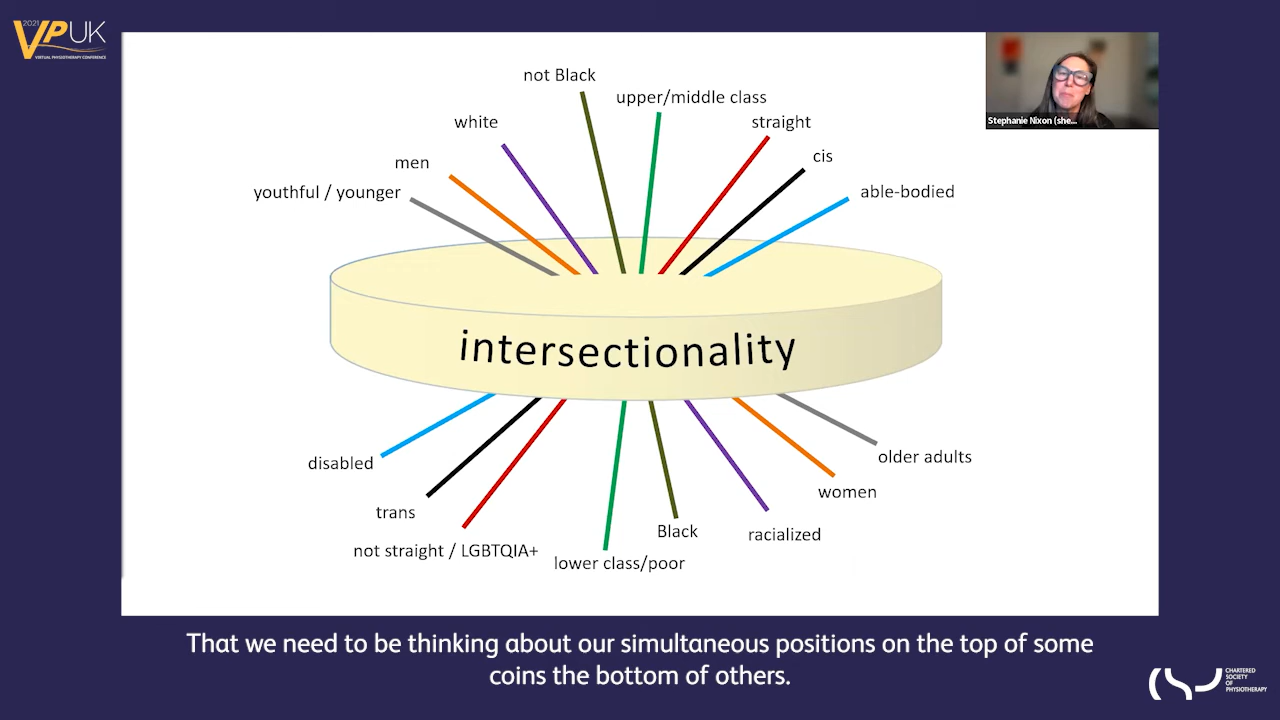 2021
VPUK
VIRTUAL PHYSIOTHERAPY CONFERENCE
not Black
upper/middle class
white
straight
men
cis
youthful / younger
able-bodied
Stephanie Nixon (she...
intersectionality
disabled
older adults
trans
women
not straight / LGBTQIA+
Black
racialized
lower class/poor
That we need to be thinking about our simultaneous positions on the top of some
coins the bottom of others.
CHARTERED
SOCIETY
OF
PHYSIOTHERAPY